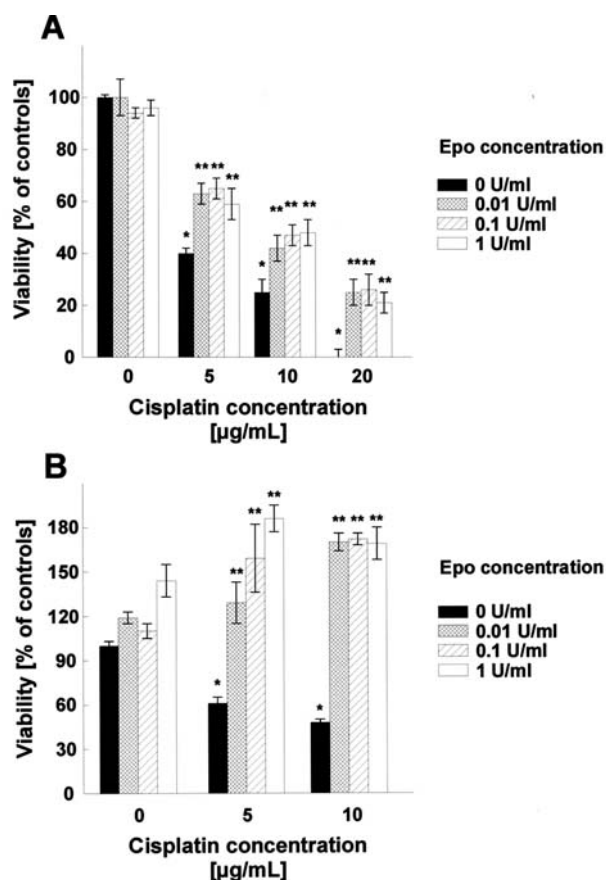 A
Viability [% of controls]
100
80
60
40
20
0
*
**
**
**
*
**
**
**
*
**
**
**
0
5
10
20
Cisplatin concentration
[µg/mL]
Epo concentration
0 U/ml
0.01 U/ml
0.1 U/ml
1 U/ml
B
Viability [% of controls]
180
150
120
90
60
30
0
*
**
**
**
*
**
**
**
0
5
10
Cisplatin concentration
[µg/mL]
Epo concentration
0 U/ml
0.01 U/ml
0.1 U/ml
1 U/ml